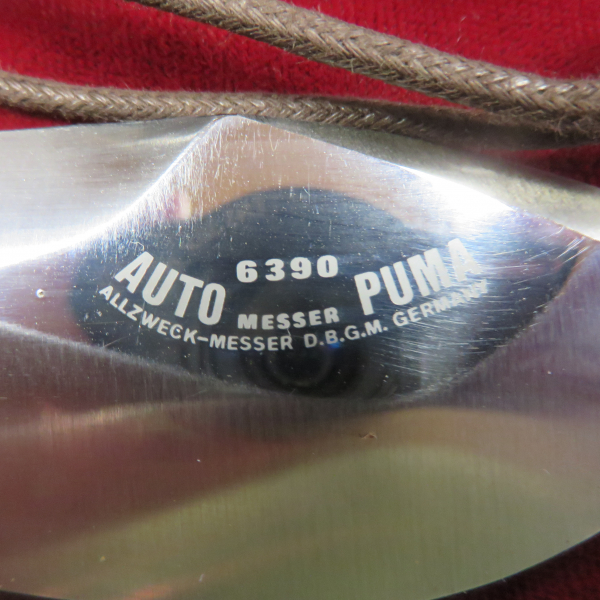 6390
AUTO MESSER PUMA
ALLZWECK-MESSER D.B.G.M. GERMANY